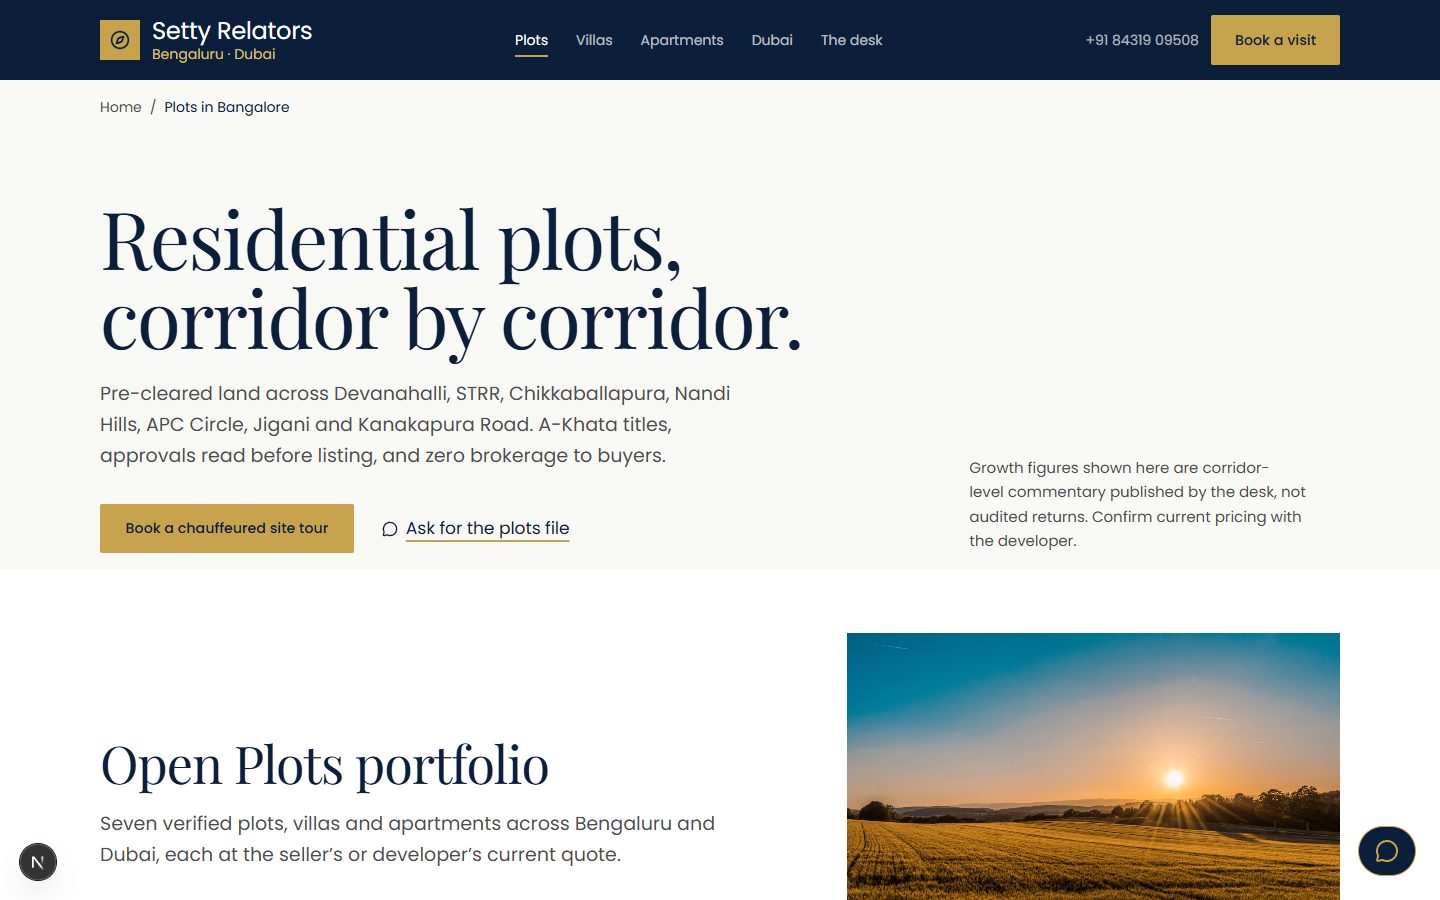 Setty Relators
Bengaluru · Dubai
Plots
Villas
Apartments
Dubai
The desk
+91 84319 09508
Book a visit
Home / Plots in Bangalore
Residential plots,
corridor by corridor.
Pre-cleared land across Devanahalli, STRR, Chikkaballapura, Nandi
Hills, APC Circle, Jigani and Kanakapura Road. A-Khata titles,
approvals read before listing, and zero brokerage to buyers.
Book a chauffeured site tour
Ask for the plots file
Growth figures shown here are corridor-
level commentary published by the desk, not
audited returns. Confirm current pricing with
the developer.
Open Plots portfolio
Seven verified plots, villas and apartments across Bengaluru and
Dubai, each at the seller’s or developer’s current quote.
N